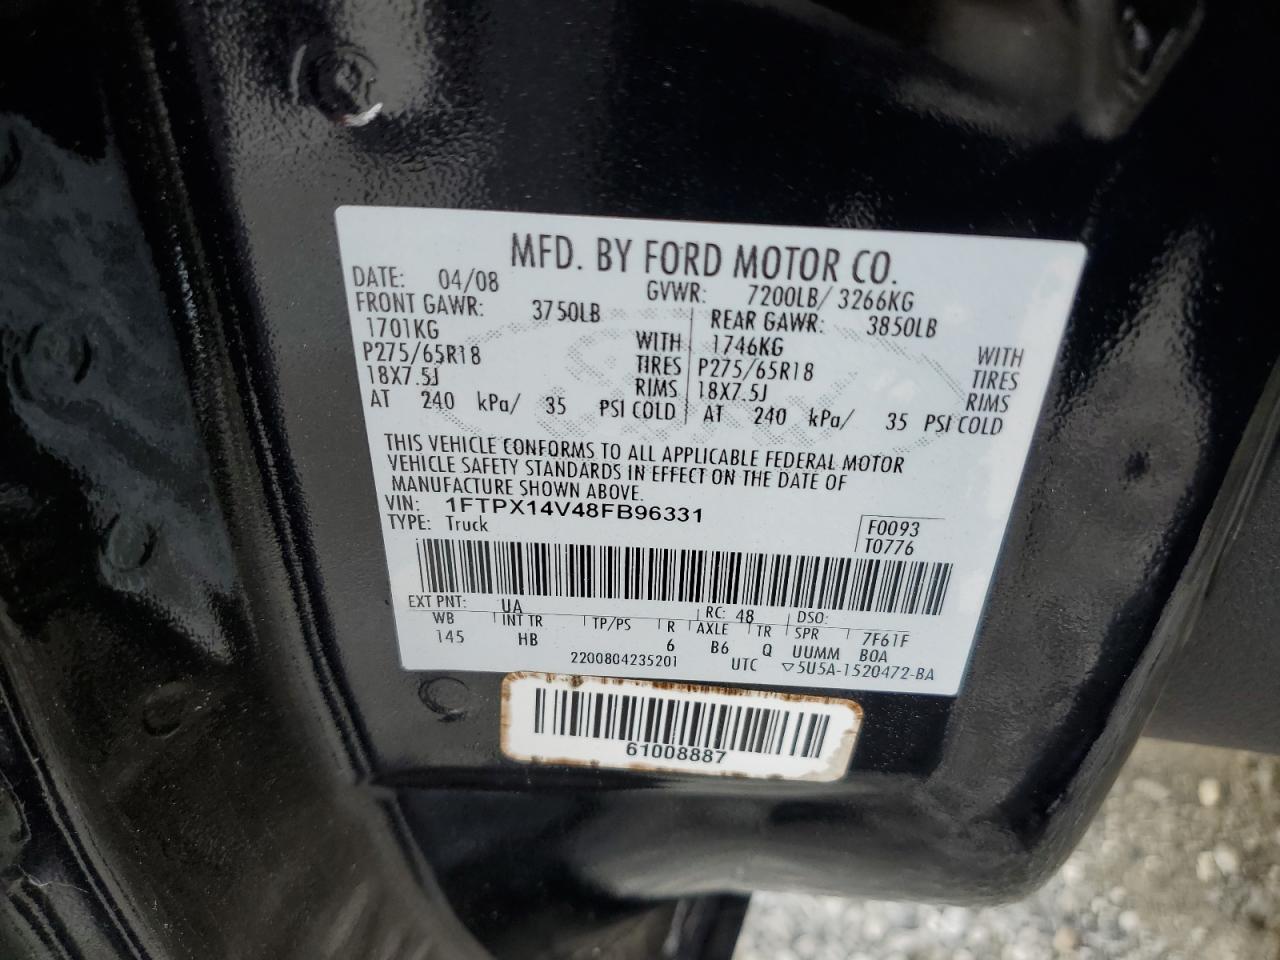 MFD. BY FORD MOTOR CO.
DATE: 04/08 GVWR: 7200LB/ 3266KG
FRONT GAWR: 3750LB REAR GAWR: 3850LB
1701KG WITH 1746KG WITH
P275/65R18 TIRES P275/65R18 TIRES
18X7.5J RIMS 18X7.5J RIMS
AT 240 kPa/ 35 PSI COLD AT 240 kPa/ 35 PSI COLD
THIS VEHICLE CONFORMS TO ALL APPLICABLE FEDERAL MOTOR
VEHICLE SAFETY STANDARDS IN EFFECT ON THE DATE OF
MANUFACTURE SHOWN ABOVE.
VIN: 1FTPX14V48FB96331
TYPE: Truck F0093
T0776
EXT PNT: UA RC: 48 DSO:
WB INT TR TP/PS R AXLE TR SPR 7F61F
145 HB 6 B6 Q UUMM BOA
2200804235201 UTC ▽5U5A-1520472-BA
61008887